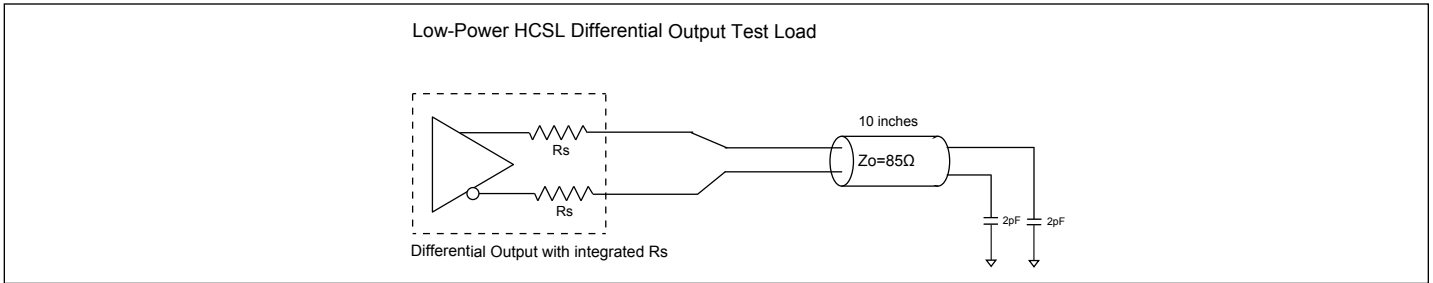 Low-Power HCSL Differential Output Test Load
10 inches
Rs
Zo=85Ω
Rs
2pF
2pF
Differential Output with integrated Rs